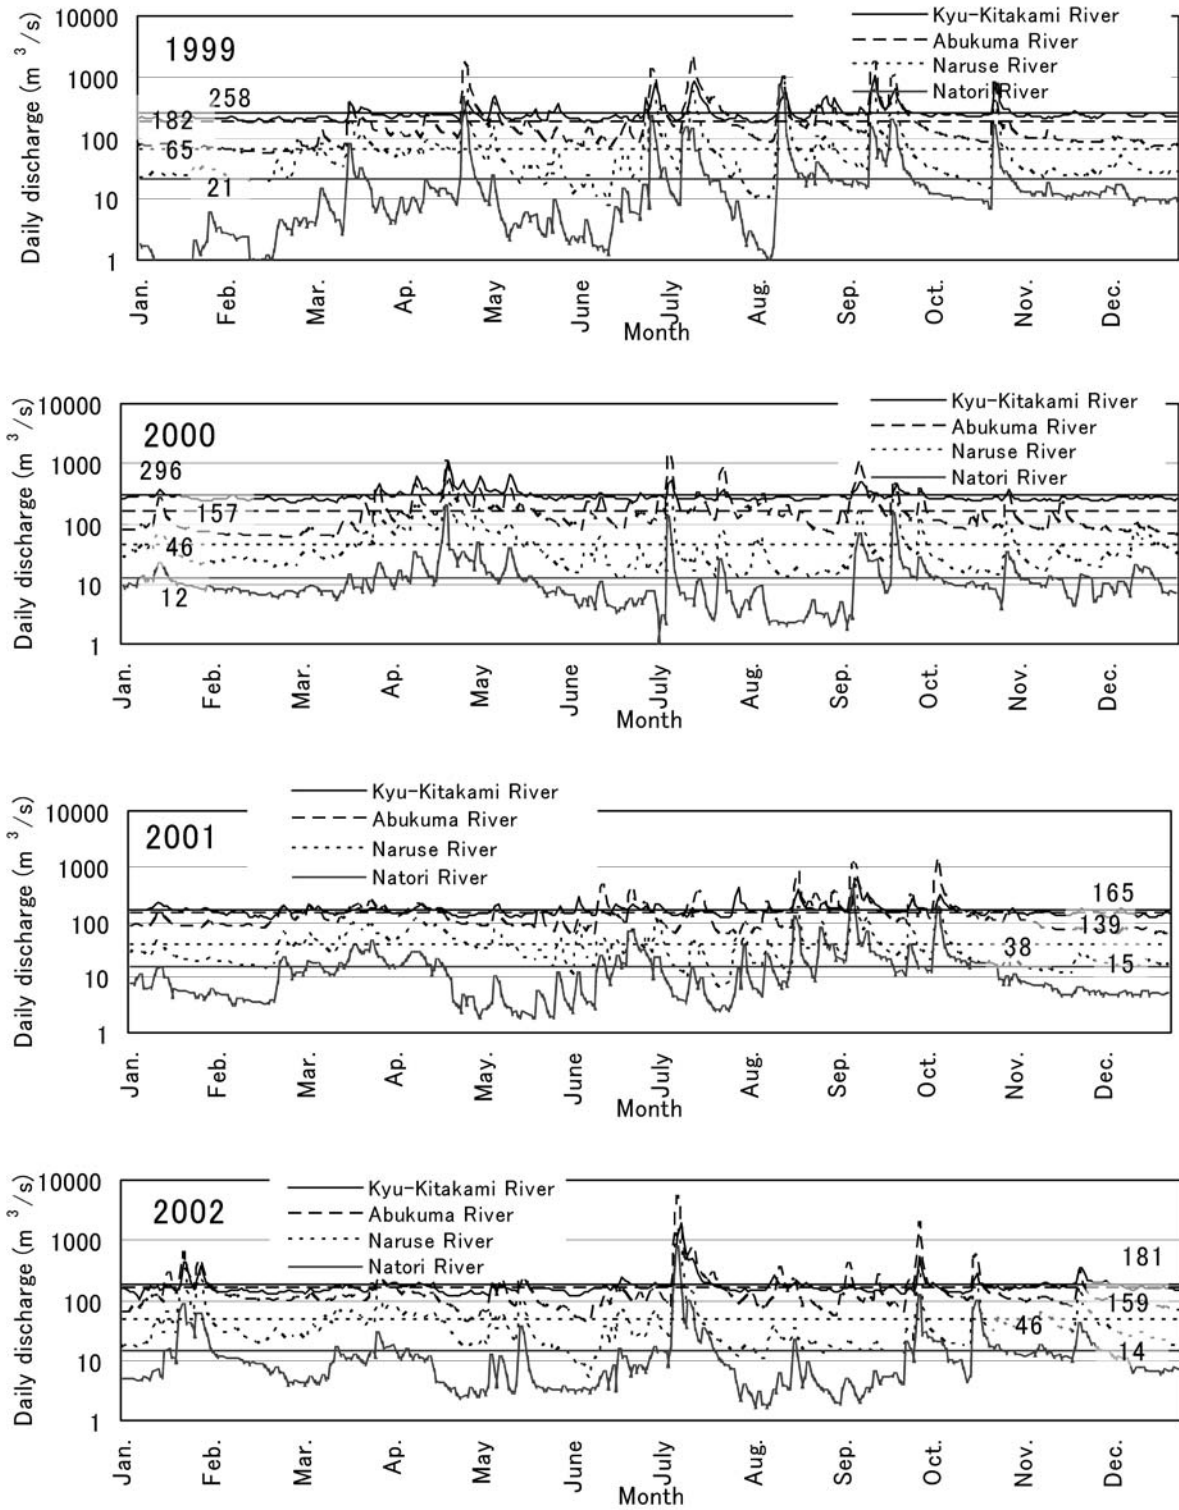 10000
1000
100
10
1
Daily discharge (m 3/s)
1999
258
182
65
21
Kyu-Kitakami River
Abukuma River
Naruse River
Natori River
Jan.
Feb.
Mar.
Ap.
May
June
July
Aug.
Sep.
Oct.
Nov.
Dec.
Month
10000
1000
100
10
1
Daily discharge (m 3/s)
2000
296
157
46
12
Kyu-Kitakami River
Abukuma River
Naruse River
Natori River
Jan.
Feb.
Mar.
Ap.
May
June
July
Aug.
Sep.
Oct.
Nov.
Dec.
Month
Kyu-Kitakami River
Abukuma River
Naruse River
Natori River
10000
1000
100
10
1
Daily discharge (m 3/s)
2001
165
139
38
15
Jan.
Feb.
Mar.
Ap.
May.
June
July
Aug.
Sep.
Oct.
Nov.
Dec.
Month
10000
1000
100
10
1
Daily discharge (m 3/s)
2002
Kyu-Kitakami River
Abukuma River
Naruse River
Natori River
181
159
46
14
Jan.
Feb.
Mar.
Ap.
May
June
July
Aug.
Sep.
Oct.
Nov.
Dec.
Month